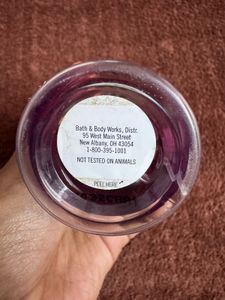 Bath & Body Works, Distr.
95 West Main Street
New Albany, OH 43054
1-800-395-1001
NOT TESTED ON ANIMALS
PEEL HERE